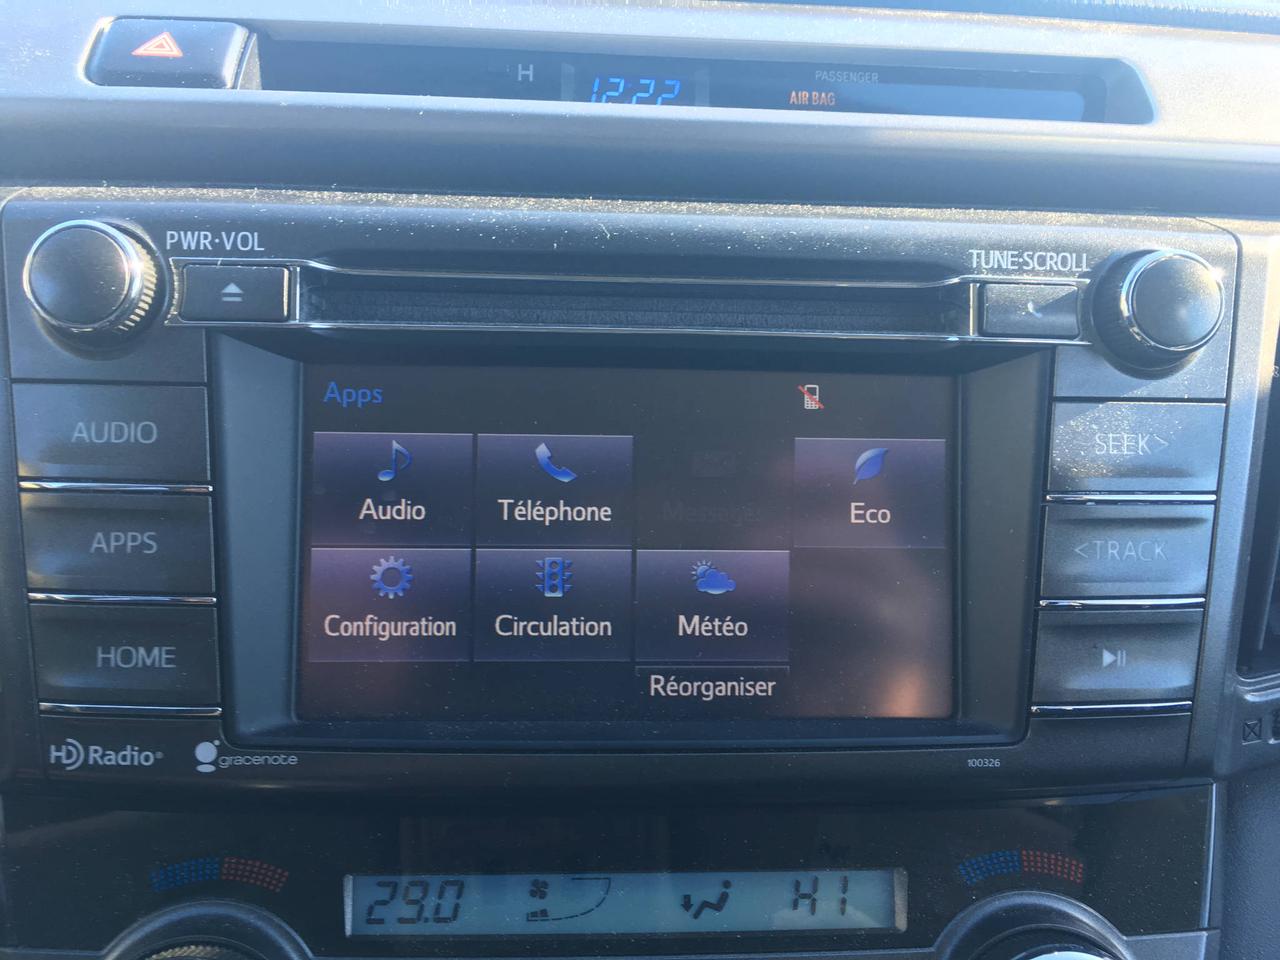 H
12:22
PASSENGER
AIR BAG
PWR·VOL
TUNE·SCROLL
Apps
AUDIO
SEEK>
Audio
Téléphone
Messages
Eco
APPS
<TRACK
Configuration
Circulation
Météo
HOME
Réorganiser
HD Radio®
gracenote
100326
29.0
HI